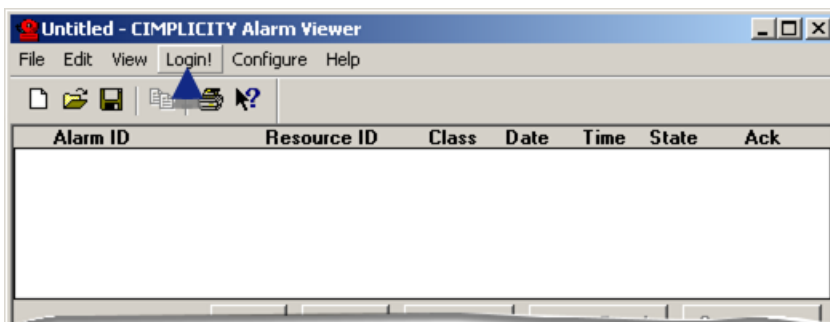 Untitled - CIMPLICITY Alarm Viewer
File Edit View Login! Configure Help
Alarm ID Resource ID Class Date Time State Ack